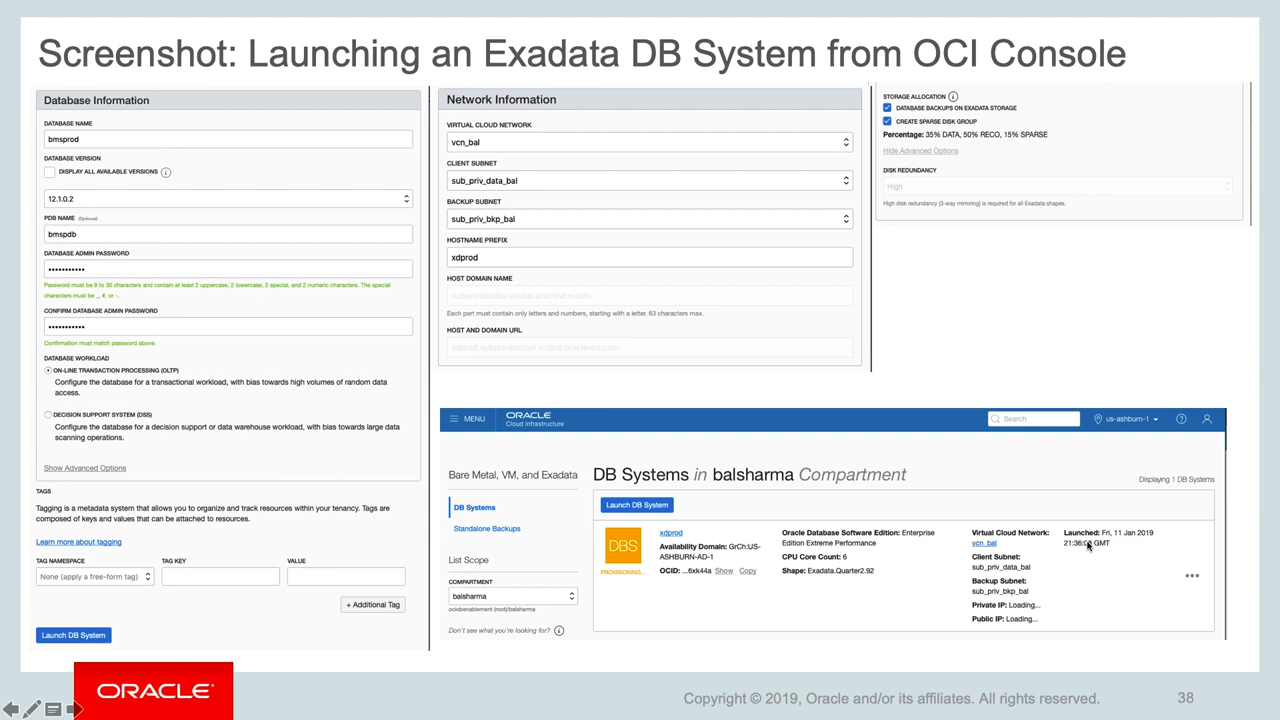 Screenshot: Launching an Exadata DB System from OCI Console
Database Information
DATABASE NAME
bmsprod
DATABASE VERSION
DISPLAY ALL AVAILABLE VERSIONS
12.1.0.2
PDB NAME (Optional)
bmspdb
DATABASE ADMIN PASSWORD
•••••••••••
Password must be 9 to 30 characters and contain at least 2 uppercase, 2 lowercase, 2 special, and 2 numeric characters. The special
characters must be _, #, or -.
CONFIRM DATABASE ADMIN PASSWORD
•••••••••••
Confirmation must match password above.
DATABASE WORKLOAD
ON-LINE TRANSACTION PROCESSING (OLTP)
Configure the database for a transactional workload, with bias towards high volumes of random data
access.
DECISION SUPPORT SYSTEM (DSS)
Configure the database for a decision support or data warehouse workload, with bias towards large data
scanning operations.
Show Advanced Options
TAGS
Tagging is a metadata system that allows you to organize and track resources within your tenancy. Tags are
composed of keys and values that can be attached to resources.
Learn more about tagging
TAG NAMESPACE TAG KEY VALUE
None (apply a free-form tag)
+ Additional Tag
Launch DB System
Network Information
VIRTUAL CLOUD NETWORK
vcn_bal
CLIENT SUBNET
sub_priv_data_bal
BACKUP SUBNET
sub_priv_bkp_bal
HOSTNAME PREFIX
xdprod
HOST DOMAIN NAME
subprivdatabal.vcnbal.oraclevcn.com
Each part must contain only letters and numbers, starting with a letter. 63 characters max.
HOST AND DOMAIN URL
xdprod.subprivdatabal.vcnbal.oraclevcn.com
STORAGE ALLOCATION
DATABASE BACKUPS ON EXADATA STORAGE
CREATE SPARSE DISK GROUP
Percentage: 35% DATA, 50% RECO, 15% SPARSE
Hide Advanced Options
DISK REDUNDANCY
High
High disk redundancy (3-way mirroring) is required for all Exadata shapes.
MENU
ORACLE
Cloud Infrastructure
Search
us-ashburn-1
Bare Metal, VM, and Exadata
DB Systems
Standalone Backups
List Scope
COMPARTMENT
balsharma
ociobenablement (root)/balsharma
Don't see what you're looking for?
DB Systems in balsharma Compartment
Displaying 1 DB Systems
Launch DB System
DBS
PROVISIONING...
xdprod
Availability Domain: GrCh:US-
ASHBURN-AD-1
OCID: ...6xk44a Show Copy
Oracle Database Software Edition: Enterprise
Edition Extreme Performance
CPU Core Count: 6
Shape: Exadata.Quarter2.92
Virtual Cloud Network:
vcn_bal
Client Subnet:
sub_priv_data_bal
Backup Subnet:
sub_priv_bkp_bal
Private IP: Loading...
Public IP: Loading...
Launched: Fri, 11 Jan 2019
GMT
ORACLE
Copyright © 2019, Oracle and/or its affiliates. All rights reserved.
38